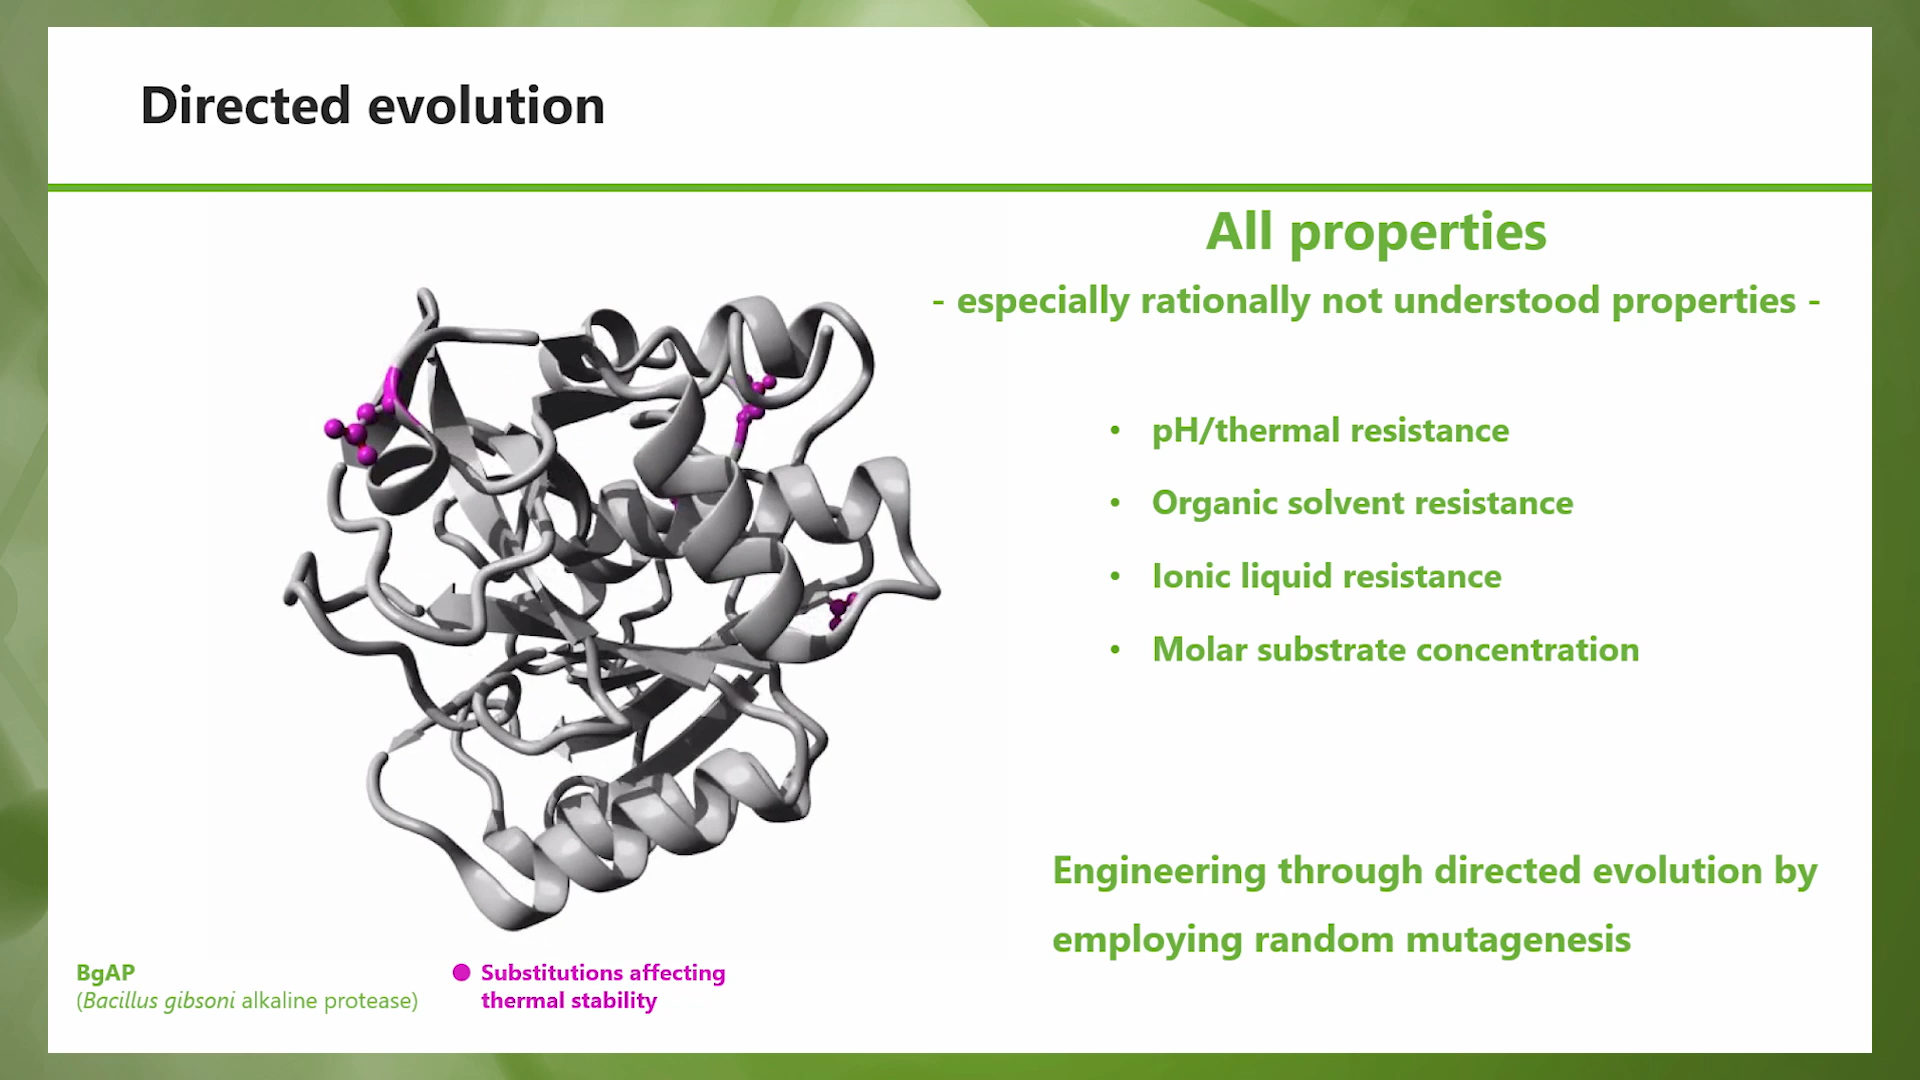 Directed evolution
All properties
- especially rationally not understood properties -
• pH/thermal resistance
• Organic solvent resistance
• Ionic liquid resistance
• Molar substrate concentration
Engineering through directed evolution by
employing random mutagenesis
BgAP
(Bacillus gibsoni alkaline protease)
Substitutions affecting
thermal stability